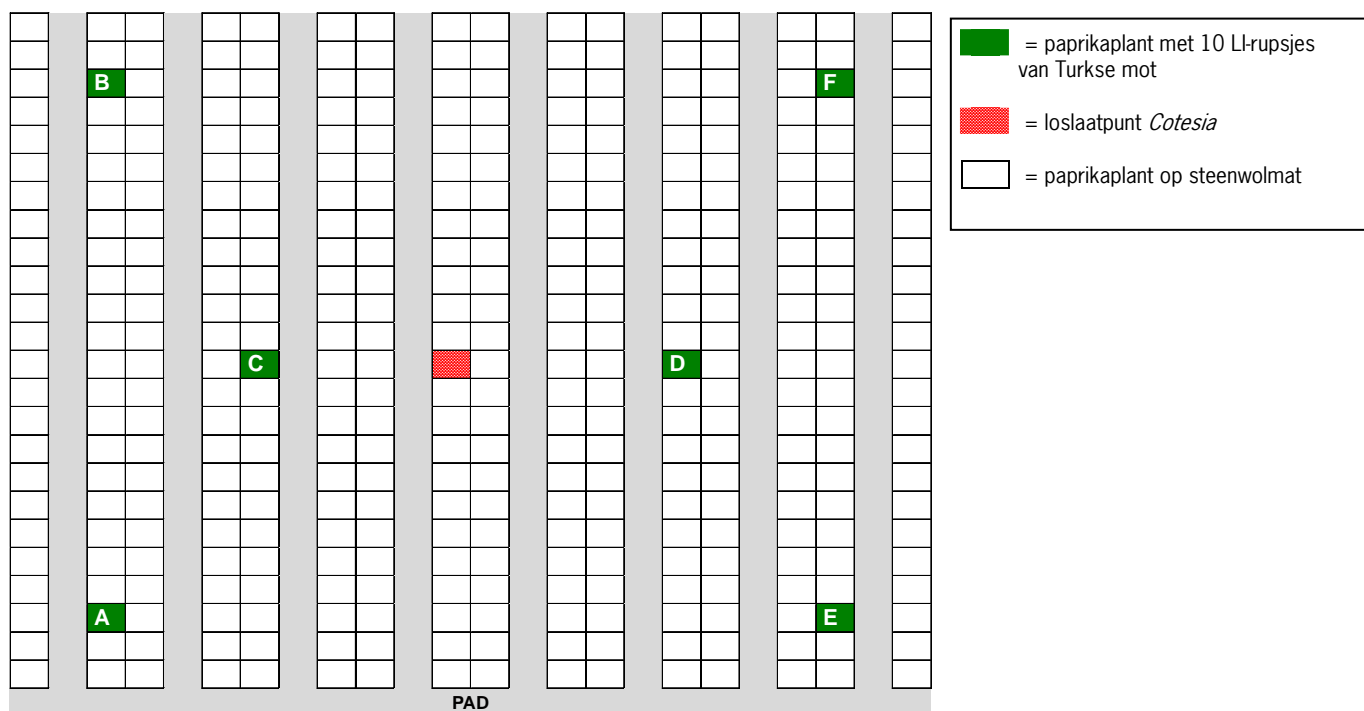 B F
C D
A E
PAD
= paprikaplant met 10 LI-rupsjes
van Turkse mot
= loslaatpunt Cotesia
= paprikaplant op steenwolmat